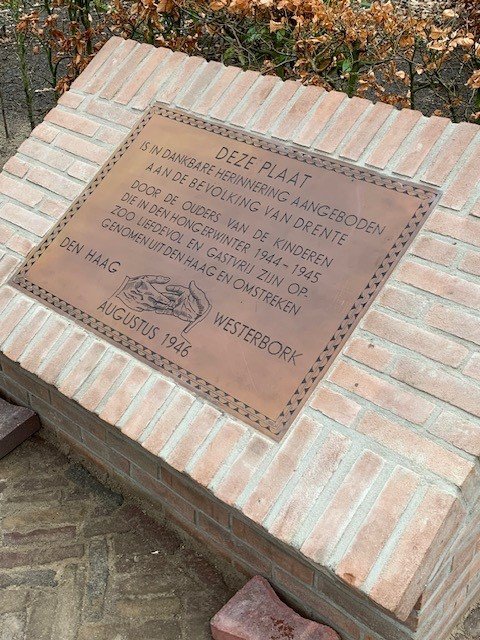 DEZE PLAAT
IS IN DANKBARE HERINNERING AANGEBODEN
AAN DE BEVOLKING VAN DRENTE
DOOR DE OUDERS VAN DE KINDEREN
DIE IN DEN HONGERWINTER 1944-1945
ZOO LIEFDEVOL EN GASTVRIJ ZIJN OP-
GENOMEN UIT DEN HAAG EN OMSTREKEN
DEN HAAG WESTERBORK
AUGUSTUS 1946